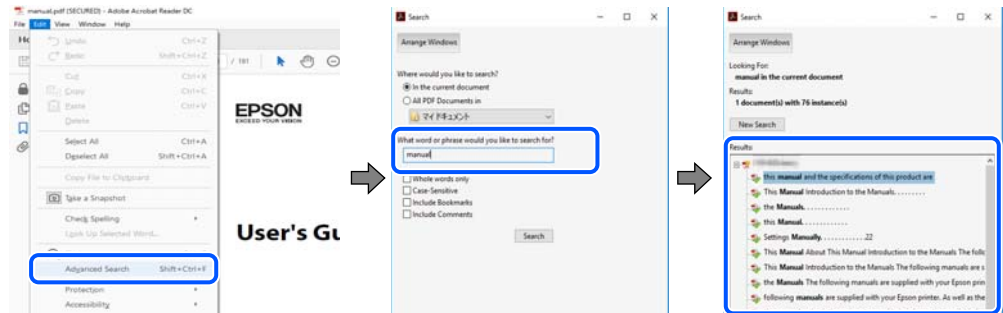 manual.pdf (SECURED) - Adobe Acrobat Reader DC
File Edit View Window Help
Undo Ctrl+Z
Redo Shift+Ctrl+Z
Cut Ctrl+X
Copy Ctrl+C
Paste Ctrl+V
Delete
Select All Ctrl+A
Deselect All Shift+Ctrl+A
Copy File to Clipboard
Take a Snapshot
Check Spelling
Look Up Selected Word...
Advanced Search Shift+Ctrl+F
Protection
Accessibility
/ 181
EPSON
EXCEED YOUR VISION
User's Gu
Search
Arrange Windows
Where would you like to search?
In the current document
All PDF Documents in
マイ ドキュメント
What word or phrase would you like to search for?
manual
Whole words only
Case-Sensitive
Include Bookmarks
Include Comments
Search
Search
Arrange Windows
Looking For:
manual in the current document
Results:
1 document(s) with 76 instance(s)
New Search
Results:
this manual and the specifications of this product are
This Manual Introduction to the Manuals. . . . . . . . .
the Manuals. . . . . . . . . . . . .
this Manual. . . . . . . . . . . . .
Settings Manually. . . . . . . . . . . . .22
This Manual About This Manual Introduction to the Manuals The follo
This Manual Introduction to the Manuals The following manuals are s
the Manuals The following manuals are supplied with your Epson prin
following manuals are supplied with your Epson printer. As well as the